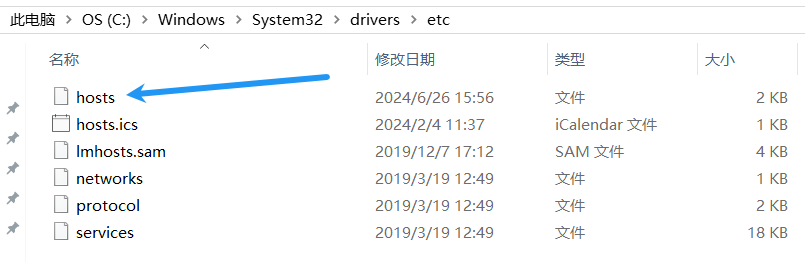 此电脑 › OS (C:) › Windows › System32 › drivers › etc
名称 修改日期 类型 大小
hosts 2024/6/26 15:56 文件 2 KB
hosts.ics 2024/2/4 11:37 iCalendar 文件 1 KB
lmhosts.sam 2019/12/7 17:12 SAM 文件 4 KB
networks 2019/3/19 12:49 文件 1 KB
protocol 2019/3/19 12:49 文件 2 KB
services 2019/3/19 12:49 文件 18 KB